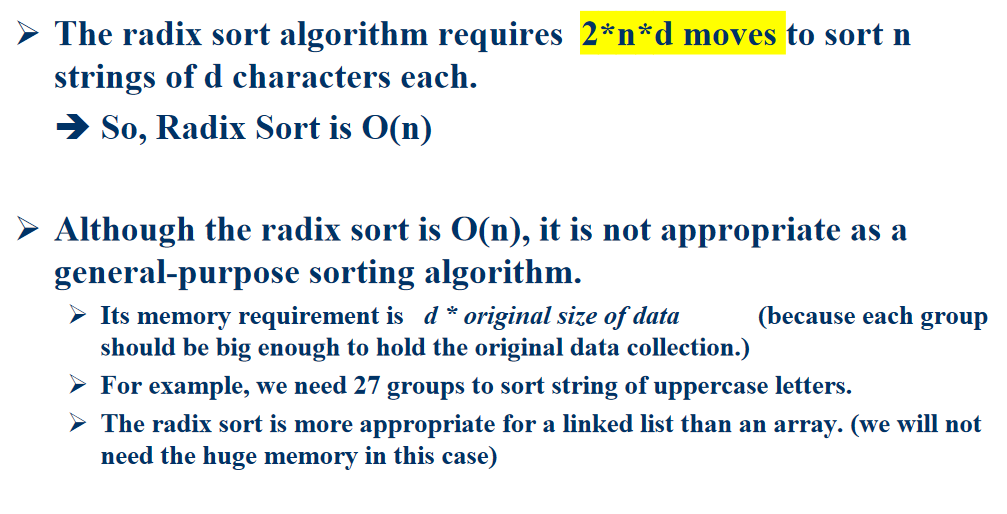 ➢ The radix sort algorithm requires 2*n*d moves to sort n
strings of d characters each.
➔ So, Radix Sort is O(n)
➢ Although the radix sort is O(n), it is not appropriate as a
general-purpose sorting algorithm.
➢ Its memory requirement is d * original size of data (because each group
should be big enough to hold the original data collection.)
➢ For example, we need 27 groups to sort string of uppercase letters.
➢ The radix sort is more appropriate for a linked list than an array. (we will not
need the huge memory in this case)